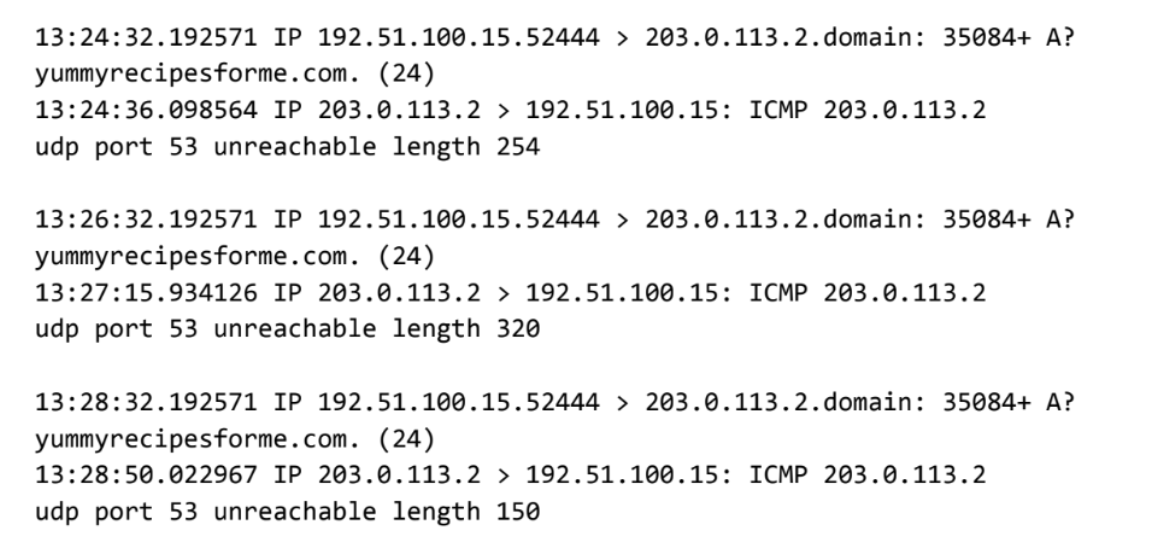 13:24:32.192571 IP 192.51.100.15.52444 > 203.0.113.2.domain: 35084+ A?
yummyrecipesforme.com. (24)
13:24:36.098564 IP 203.0.113.2 > 192.51.100.15: ICMP 203.0.113.2
udp port 53 unreachable length 254
13:26:32.192571 IP 192.51.100.15.52444 > 203.0.113.2.domain: 35084+ A?
yummyrecipesforme.com. (24)
13:27:15.934126 IP 203.0.113.2 > 192.51.100.15: ICMP 203.0.113.2
udp port 53 unreachable length 320
13:28:32.192571 IP 192.51.100.15.52444 > 203.0.113.2.domain: 35084+ A?
yummyrecipesforme.com. (24)
13:28:50.022967 IP 203.0.113.2 > 192.51.100.15: ICMP 203.0.113.2
udp port 53 unreachable length 150